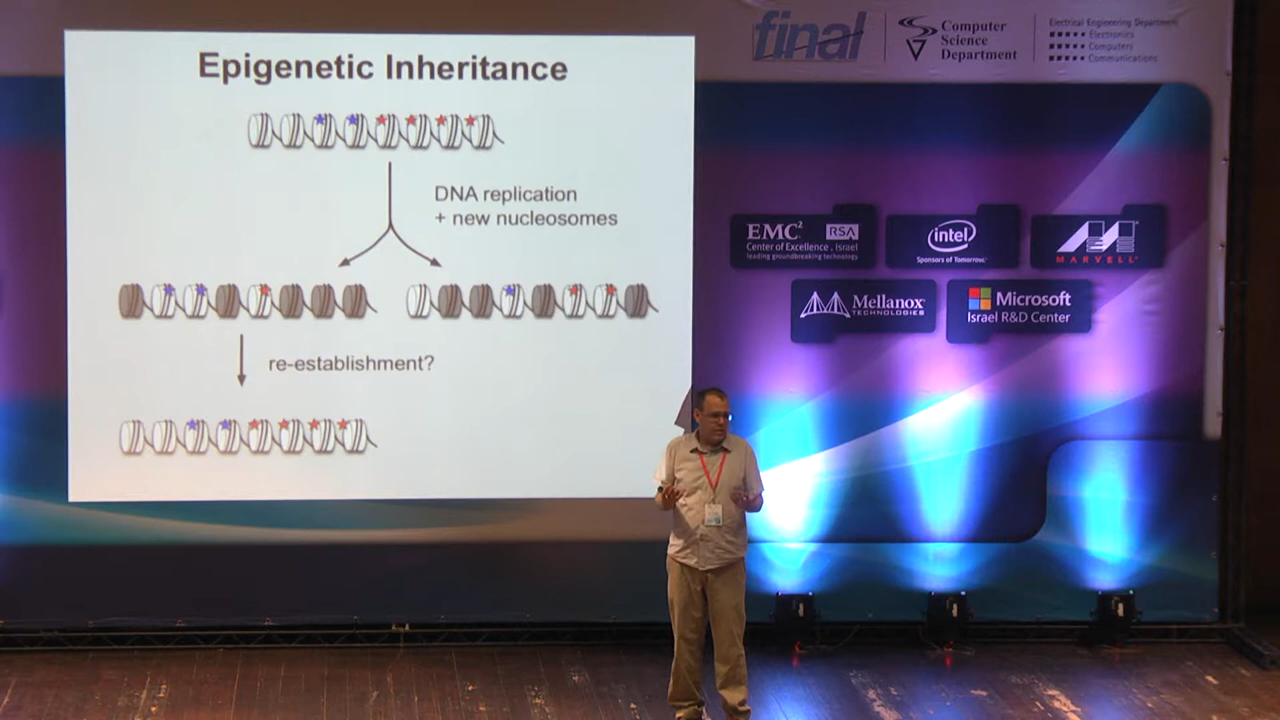 Epigenetic Inheritance
DNA replication
+ new nucleosomes
re-establishment?
final
Computer
Science
Department
Electrical Engineering Department
Electronics
Computers
Communications
EMC²
RSA
Center of Excellence, Israel
leading groundbreaking technology
intel
Sponsors of Tomorrow.
MARVELL
Mellanox
TECHNOLOGIES
Microsoft
Israel R&D Center